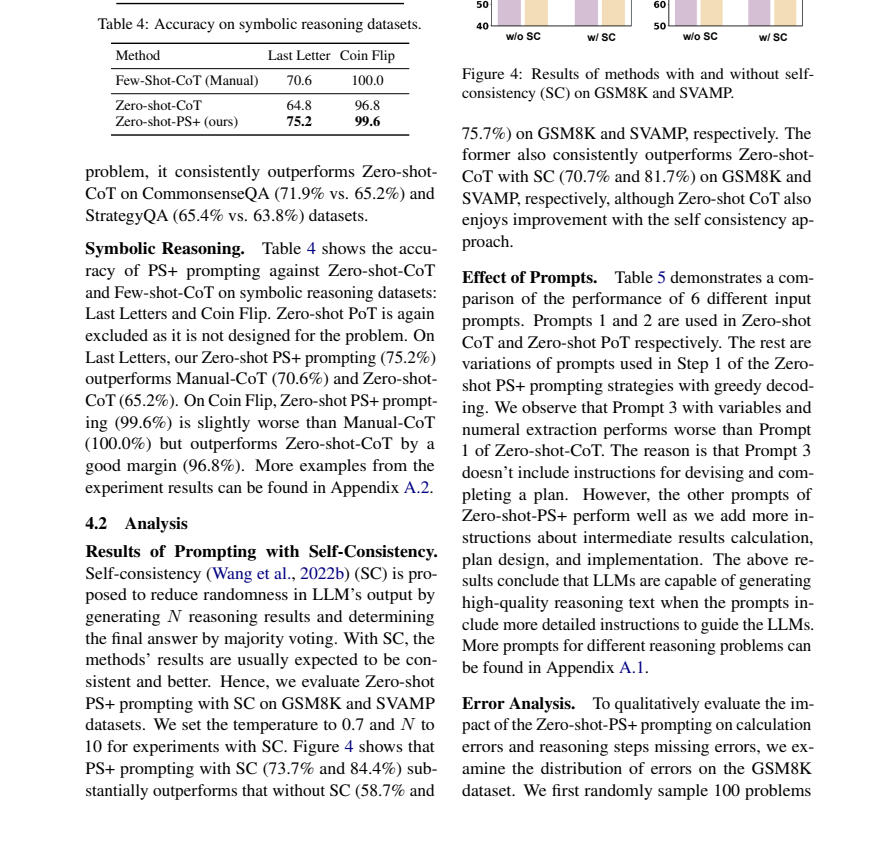 Table 4: Accuracy on symbolic reasoning datasets.
Method Last Letter Coin Flip
Few-Shot-CoT (Manual) 70.6 100.0
Zero-shot-CoT 64.8 96.8
Zero-shot-PS+ (ours) 75.2 99.6
problem, it consistently outperforms Zero-shot-
CoT on CommonsenseQA (71.9% vs. 65.2%) and
StrategyQA (65.4% vs. 63.8%) datasets.
Symbolic Reasoning. Table 4 shows the accu-
racy of PS+ prompting against Zero-shot-CoT
and Few-shot-CoT on symbolic reasoning datasets:
Last Letters and Coin Flip. Zero-shot PoT is again
excluded as it is not designed for the problem. On
Last Letters, our Zero-shot PS+ prompting (75.2%)
outperforms Manual-CoT (70.6%) and Zero-shot-
CoT (65.2%). On Coin Flip, Zero-shot PS+ prompt-
ing (99.6%) is slightly worse than Manual-CoT
(100.0%) but outperforms Zero-shot-CoT by a
good margin (96.8%). More examples from the
experiment results can be found in Appendix A.2.
4.2 Analysis
Results of Prompting with Self-Consistency.
Self-consistency (Wang et al., 2022b) (SC) is pro-
posed to reduce randomness in LLM's output by
generating N reasoning results and determining
the final answer by majority voting. With SC, the
methods' results are usually expected to be con-
sistent and better. Hence, we evaluate Zero-shot
PS+ prompting with SC on GSM8K and SVAMP
datasets. We set the temperature to 0.7 and N to
10 for experiments with SC. Figure 4 shows that
PS+ prompting with SC (73.7% and 84.4%) sub-
stantially outperforms that without SC (58.7% and
50
40
w/o SC w/ SC
60
50
w/o SC w/ SC
Figure 4: Results of methods with and without self-
consistency (SC) on GSM8K and SVAMP.
75.7%) on GSM8K and SVAMP, respectively. The
former also consistently outperforms Zero-shot-
CoT with SC (70.7% and 81.7%) on GSM8K and
SVAMP, respectively, although Zero-shot CoT also
enjoys improvement with the self consistency ap-
proach.
Effect of Prompts. Table 5 demonstrates a com-
parison of the performance of 6 different input
prompts. Prompts 1 and 2 are used in Zero-shot
CoT and Zero-shot PoT respectively. The rest are
variations of prompts used in Step 1 of the Zero-
shot PS+ prompting strategies with greedy decod-
ing. We observe that Prompt 3 with variables and
numeral extraction performs worse than Prompt
1 of Zero-shot-CoT. The reason is that Prompt 3
doesn't include instructions for devising and com-
pleting a plan. However, the other prompts of
Zero-shot-PS+ perform well as we add more in-
structions about intermediate results calculation,
plan design, and implementation. The above re-
sults conclude that LLMs are capable of generating
high-quality reasoning text when the prompts in-
clude more detailed instructions to guide the LLMs.
More prompts for different reasoning problems can
be found in Appendix A.1.
Error Analysis. To qualitatively evaluate the im-
pact of the Zero-shot-PS+ prompting on calculation
errors and reasoning steps missing errors, we ex-
amine the distribution of errors on the GSM8K
dataset. We first randomly sample 100 problems